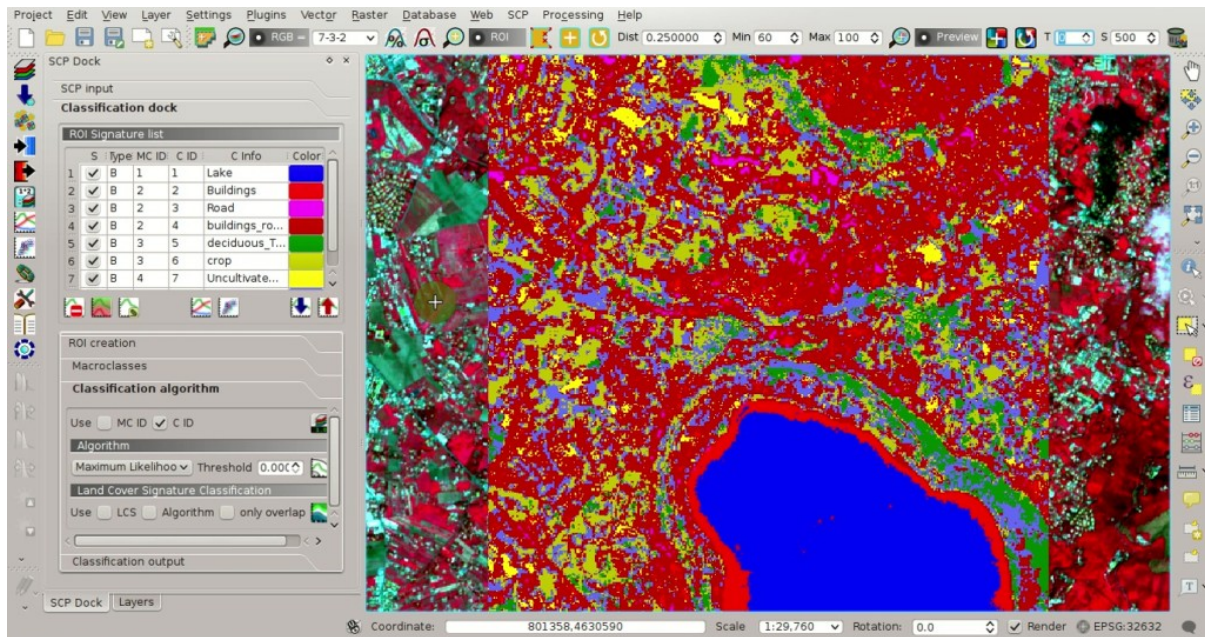 Project Edit View Layer Settings Plugins Vector Raster Database Web SCP Processing Help
RGB = 7-3-2 ROI Dist 0.250000 Min 60 Max 100 Preview T 0 S 500
SCP Dock
SCP input
Classification dock
ROI Signature list
S Type MC ID C ID C Info Color
1 B 1 1 Lake
2 B 2 2 Buildings
3 B 2 3 Road
4 B 2 4 buildings_ro...
5 B 3 5 deciduous_T...
6 B 3 6 crop
7 B 4 7 Uncultivate...
ROI creation
Macroclasses
Classification algorithm
Use MC ID C ID
Algorithm
Maximum Likelihoo Threshold 0.000
Land Cover Signature Classification
Use LCS Algorithm only overlap
Classification output
SCP Dock Layers
Coordinate: 801358,4630590 Scale 1:29,760 Rotation: 0.0 Render EPSG:32632